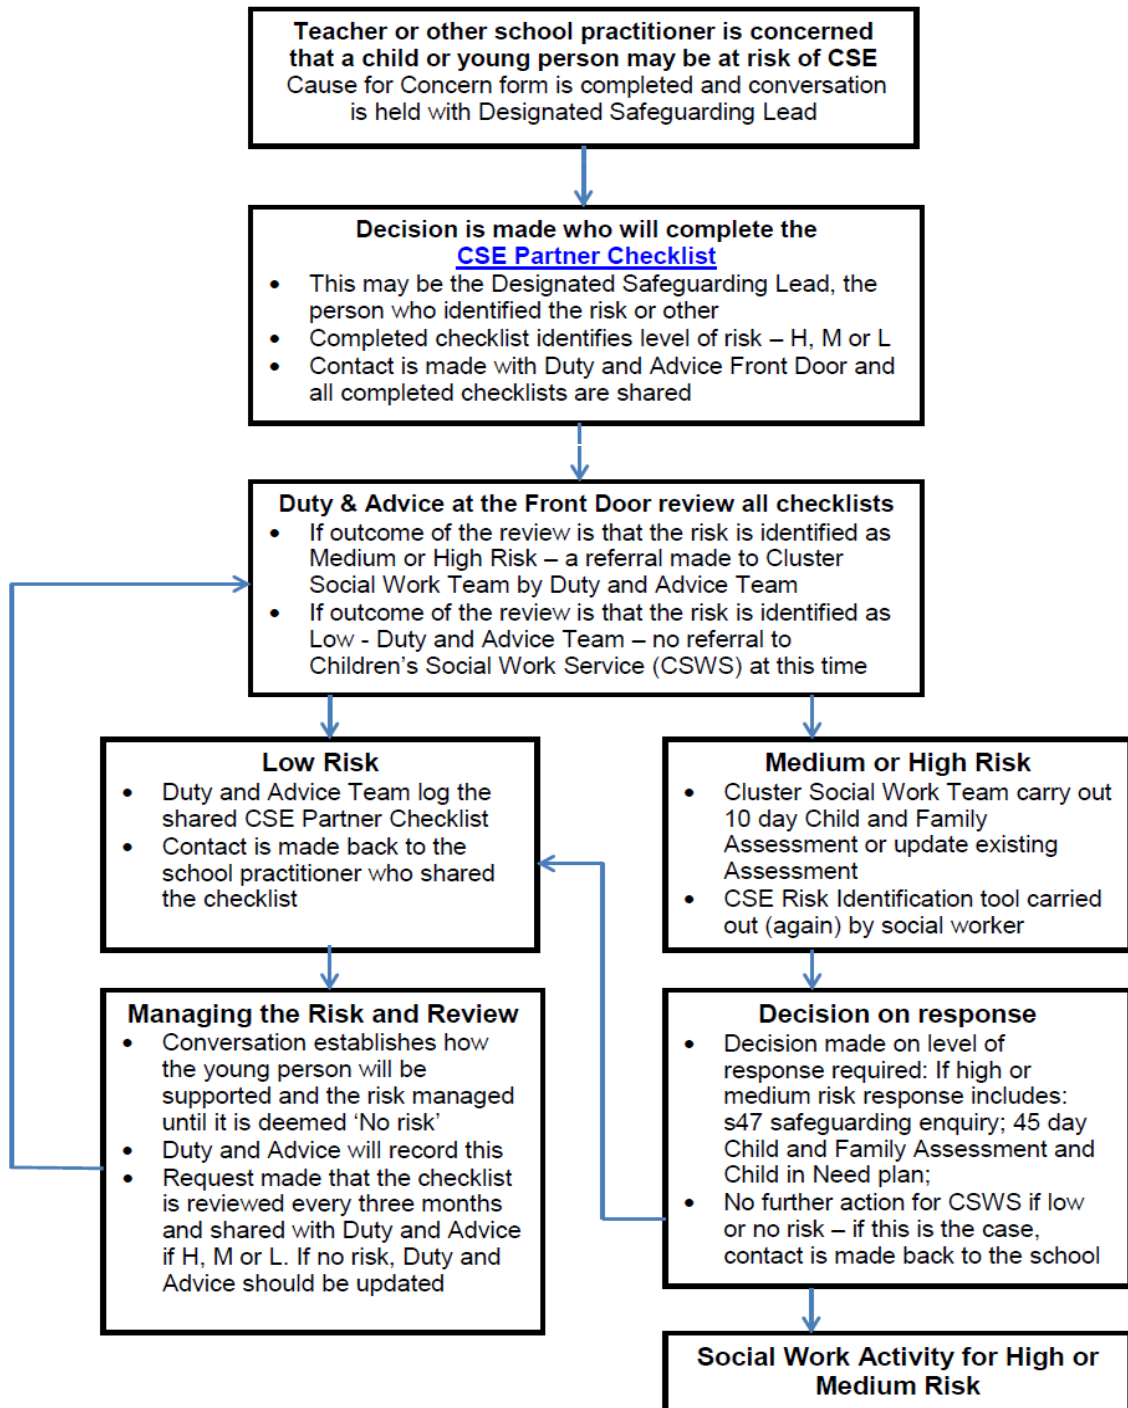 Teacher or other school practitioner is concerned
that a child or young person may be at risk of CSE
Cause for Concern form is completed and conversation
is held with Designated Safeguarding Lead
Decision is made who will complete the
CSE Partner Checklist
• This may be the Designated Safeguarding Lead, the
person who identified the risk or other
• Completed checklist identifies level of risk – H, M or L
• Contact is made with Duty and Advice Front Door and
all completed checklists are shared
Duty & Advice at the Front Door review all checklists
• If outcome of the review is that the risk is identified as
Medium or High Risk – a referral made to Cluster
Social Work Team by Duty and Advice Team
• If outcome of the review is that the risk is identified as
Low - Duty and Advice Team – no referral to
Children's Social Work Service (CSWS) at this time
Low Risk
• Duty and Advice Team log the
shared CSE Partner Checklist
• Contact is made back to the
school practitioner who shared
the checklist
Medium or High Risk
• Cluster Social Work Team carry out
10 day Child and Family
Assessment or update existing
Assessment
• CSE Risk Identification tool carried
out (again) by social worker
Managing the Risk and Review
• Conversation establishes how
the young person will be
supported and the risk managed
until it is deemed 'No risk'
• Duty and Advice will record this
• Request made that the checklist
is reviewed every three months
and shared with Duty and Advice
if H, M or L. If no risk, Duty and
Advice should be updated
Decision on response
• Decision made on level of
response required: If high or
medium risk response includes:
s47 safeguarding enquiry; 45 day
Child and Family Assessment and
Child in Need plan;
• No further action for CSWS if low
or no risk – if this is the case,
contact is made back to the school
Social Work Activity for High or
Medium Risk